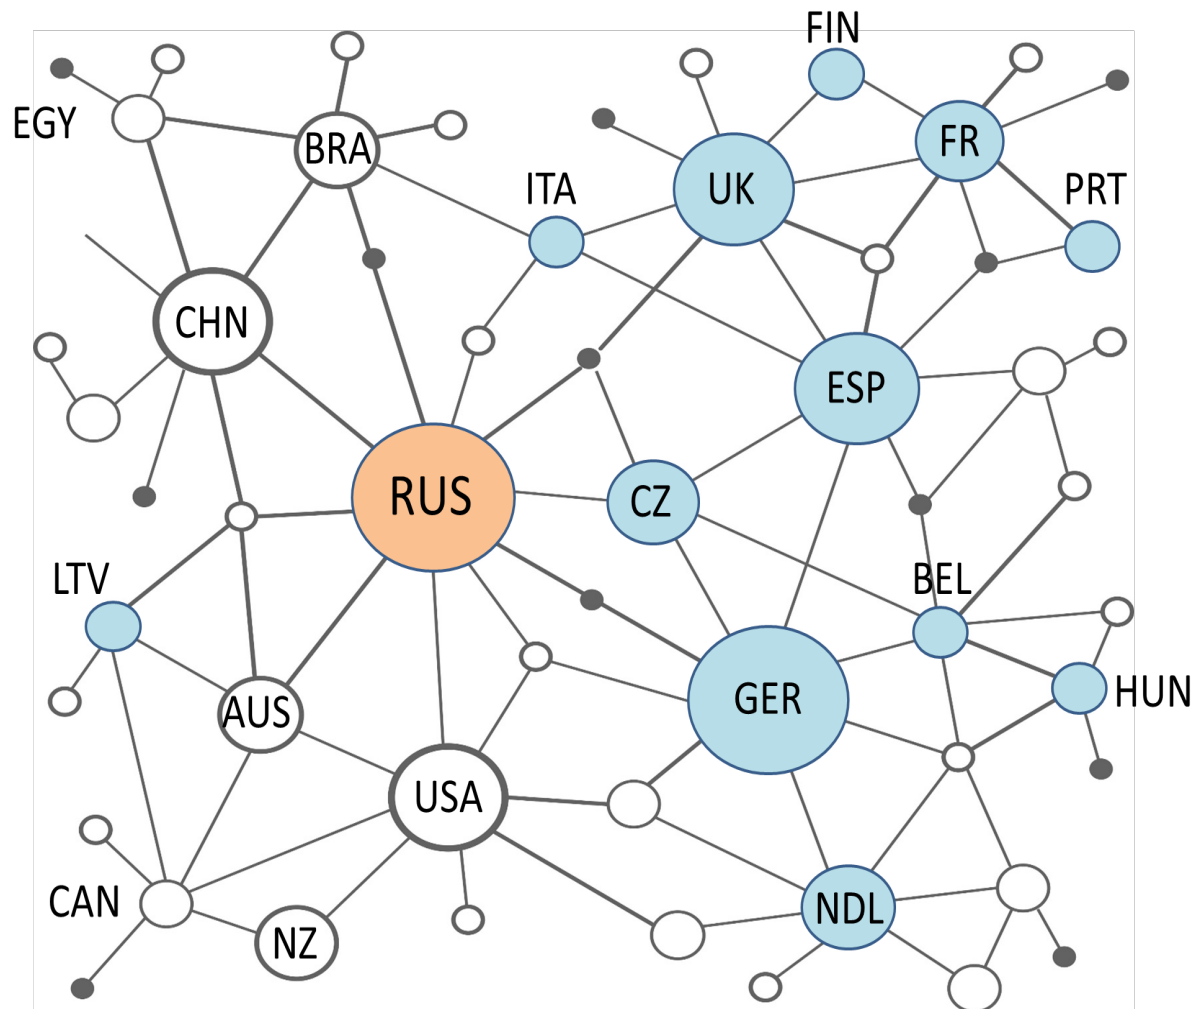 FIN
EGY
BRA
FR
UK
ITA
PRT
CHN
ESP
RUS
CZ
LTV
BEL
AUS
GER
HUN
USA
CAN
NZ
NDL